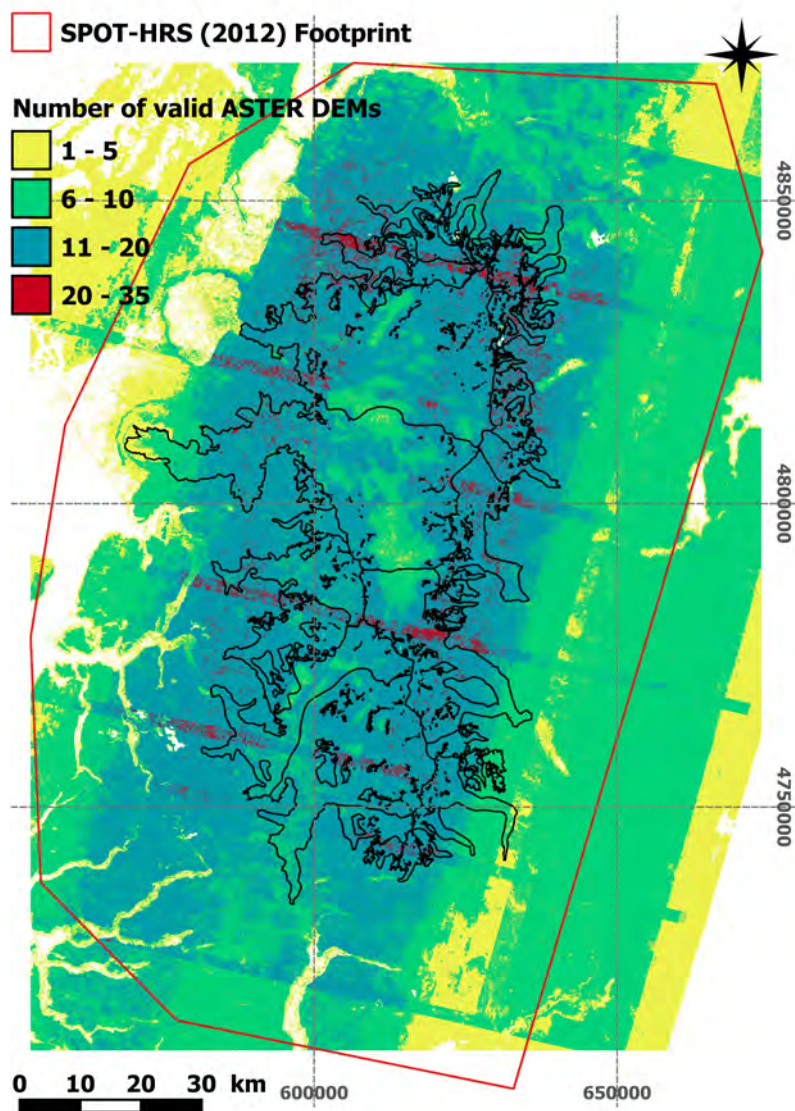 SPOT-HRS (2012) Footprint
Number of valid ASTER DEMs
1 - 5
6 - 10
11 - 20
20 - 35
4850000
4800000
4750000
0 10 20 30 km
600000 650000